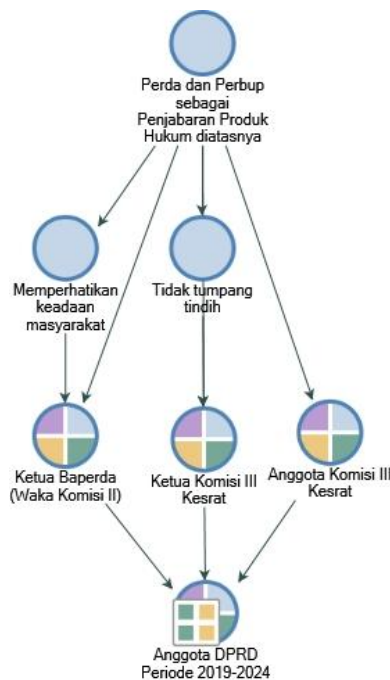 Perda dan Perbup
sebagai
Penjabaran Produk
Hukum diatasnya
Memperhatikan
keadaan
masyarakat
Tidak tumpang
tindih
Ketua Baperda
(Waka Komisi II)
Ketua Komisi III
Kesrat
Anggota Komisi III
Kesrat
Anggota DPRD
Periode 2019-2024